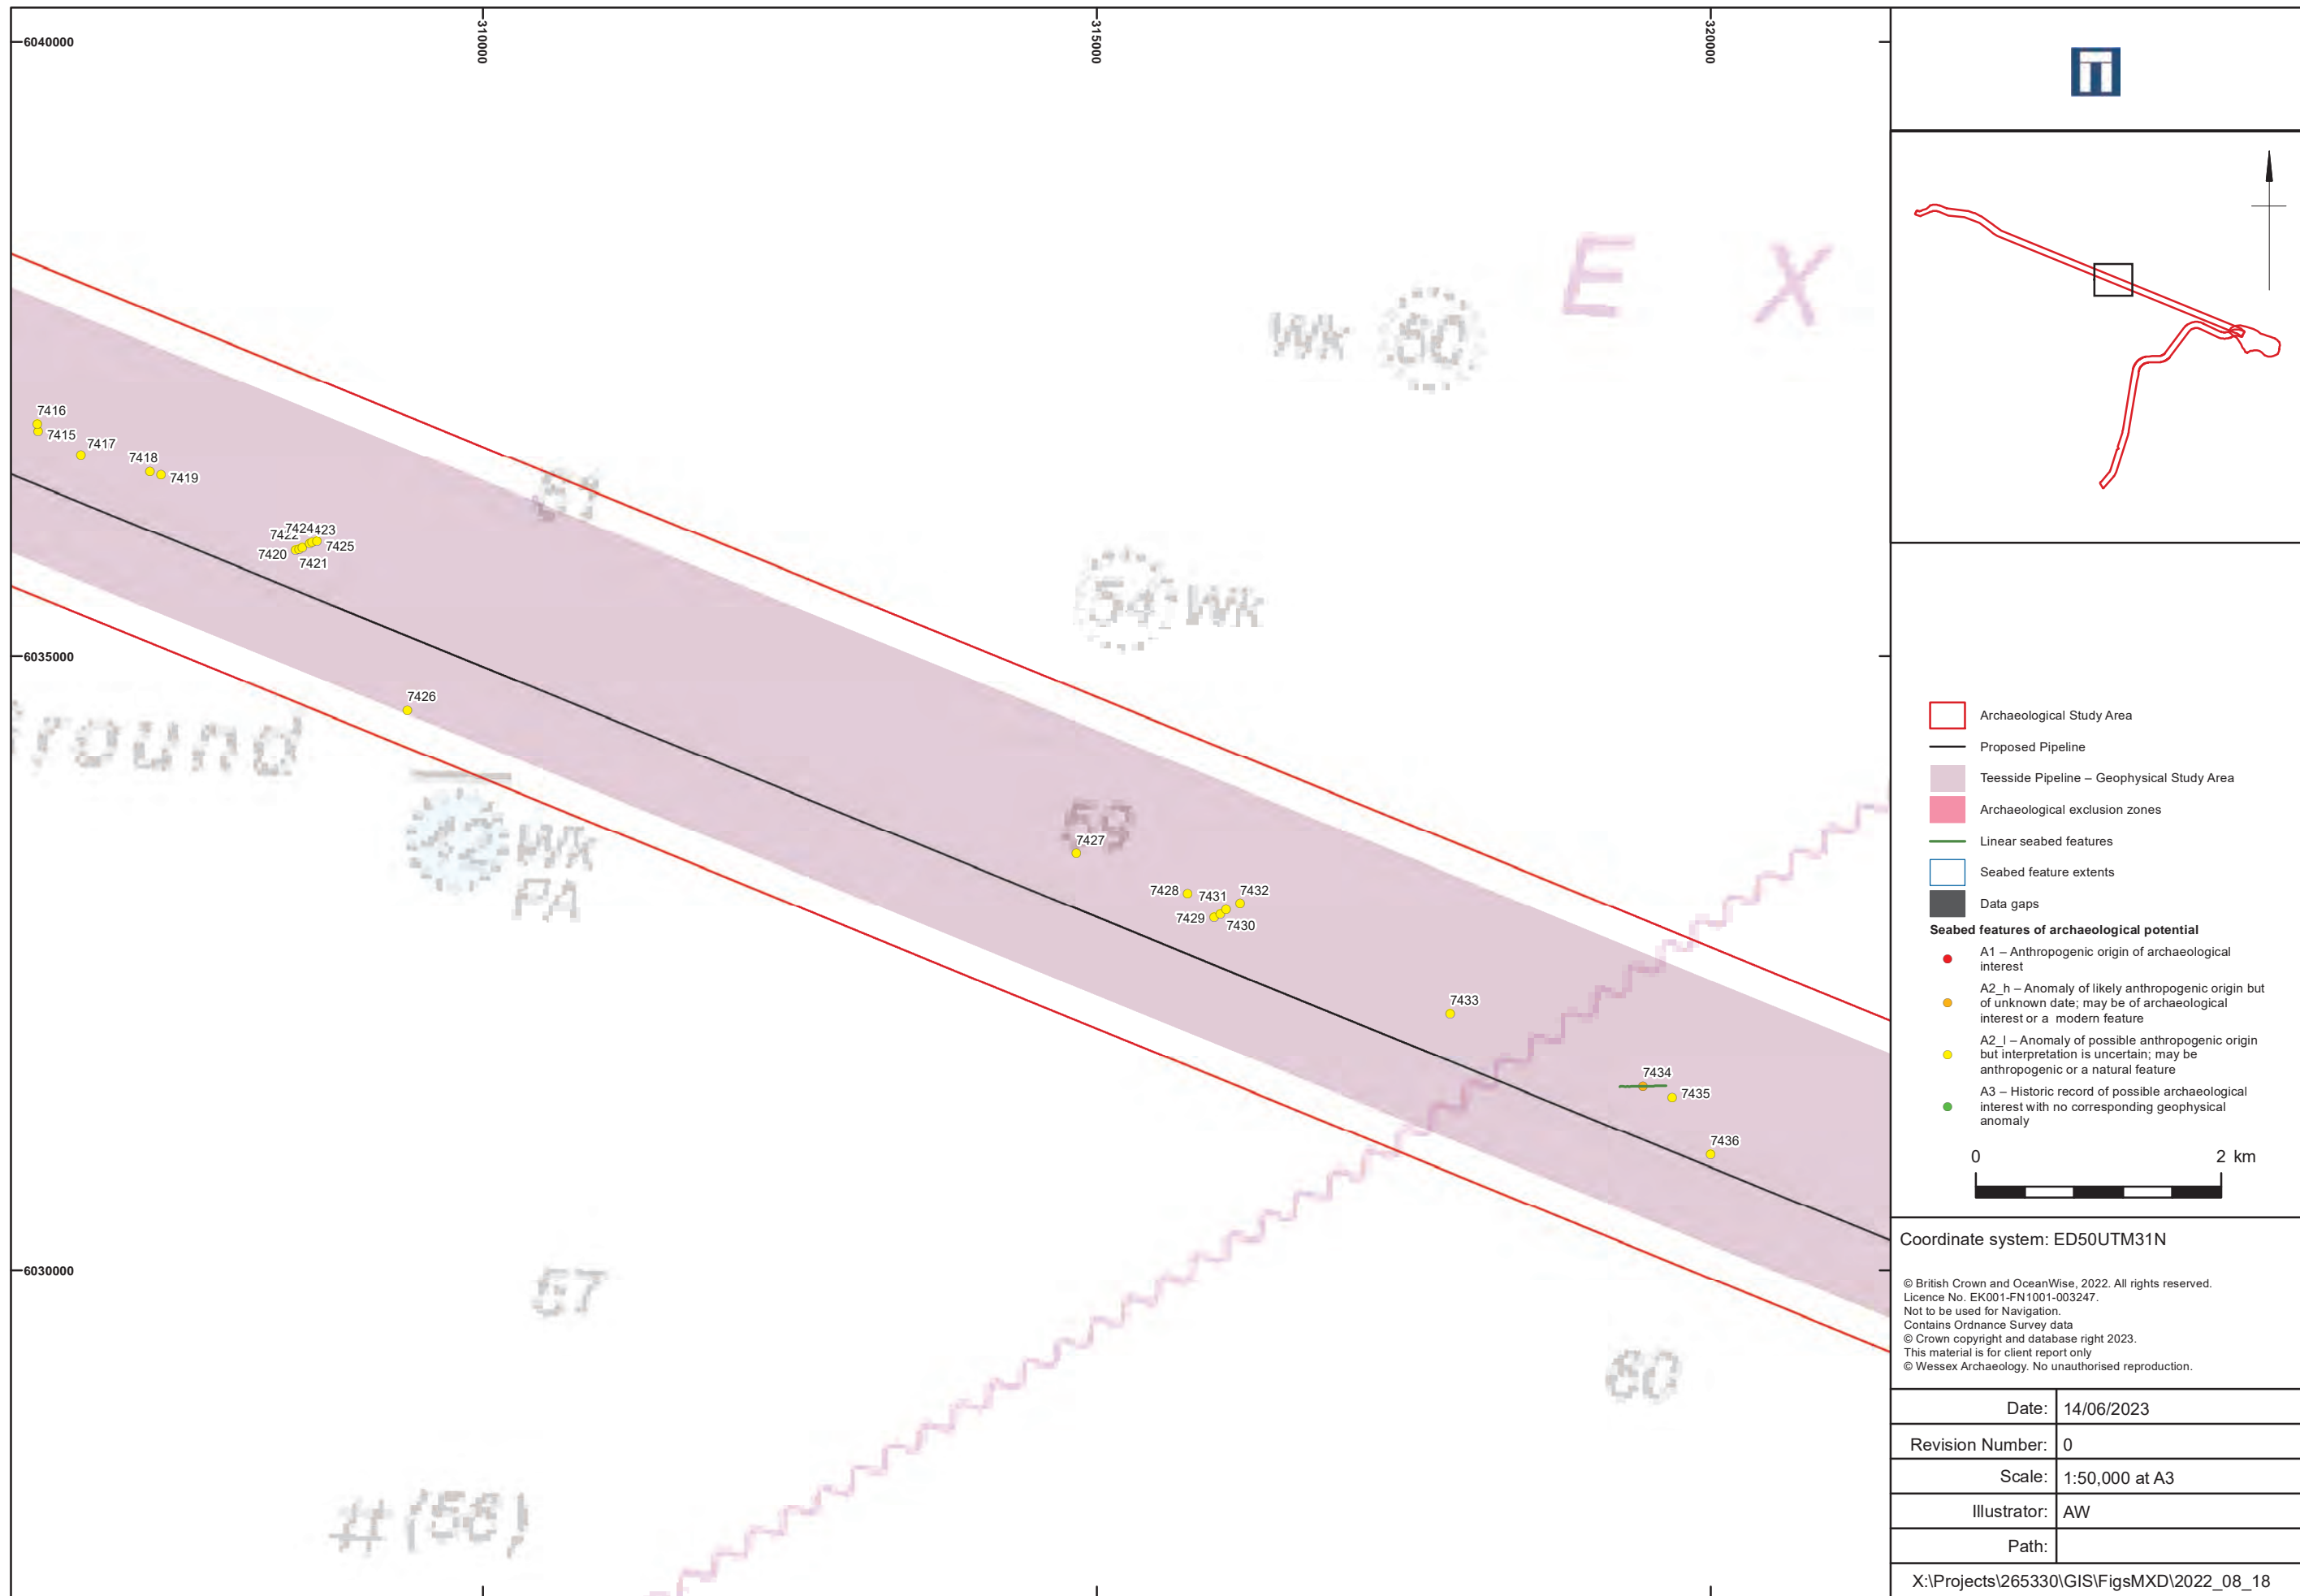 310000
315000
320000
6040000
E X
Wk 50
7416
7415
7417
7418
7419
51
7424
7420
7425
7421
54 Wk
6035000
7426
round
42 Wk
PA
7427
7428
7431
7432
7429
7430
7433
7434
7435
7436
6030000
57
60
Archaeological Study Area
Proposed Pipeline
Teesside Pipeline – Geophysical Study Area
Archaeological exclusion zones
Linear seabed features
Seabed feature extents
Data gaps
Seabed features of archaeological potential
A1 – Anthropogenic origin of archaeological
interest
A2_h – Anomaly of likely anthropogenic origin but
of unknown date; may be of archaeological
interest or a modern feature
A2_l – Anomaly of possible anthropogenic origin
but interpretation is uncertain; may be
anthropogenic or a natural feature
A3 – Historic record of possible archaeological
interest with no corresponding geophysical
anomaly
0 2 km
Coordinate system: ED50UTM31N
© British Crown and OceanWise, 2022. All rights reserved.
Licence No. EK001-FN1001-003247.
Not to be used for Navigation.
Contains Ordnance Survey data
© Crown copyright and database right 2023.
This material is for client report only
© Wessex Archaeology. No unauthorised reproduction.
Date: 14/06/2023
Revision Number: 0
Scale: 1:50,000 at A3
Illustrator: AW
Path:
X:\Projects\265330\GIS\FigsMXD\2022_08_18